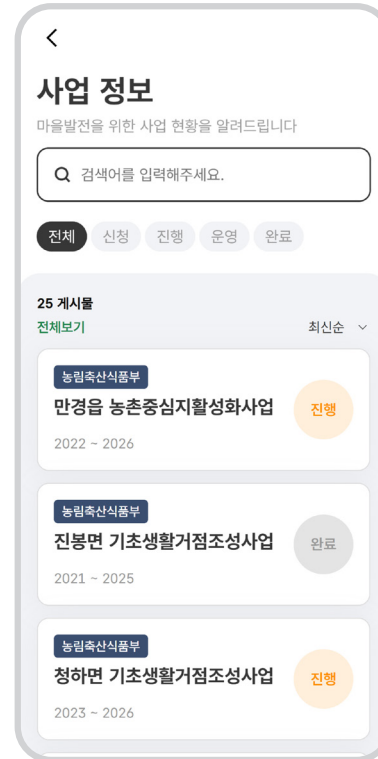 사업 정보
마을발전을 위한 사업 현황을 알려드립니다
검색어를 입력해주세요.
전체 신청 진행 운영 완료
25 게시물
전체보기 최신순
농림축산식품부
만경읍 농촌중심지활성화사업 진행
2022 ~ 2026
농림축산식품부
진봉면 기초생활거점조성사업 완료
2021 ~ 2025
농림축산식품부
청하면 기초생활거점조성사업 진행
2023 ~ 2026